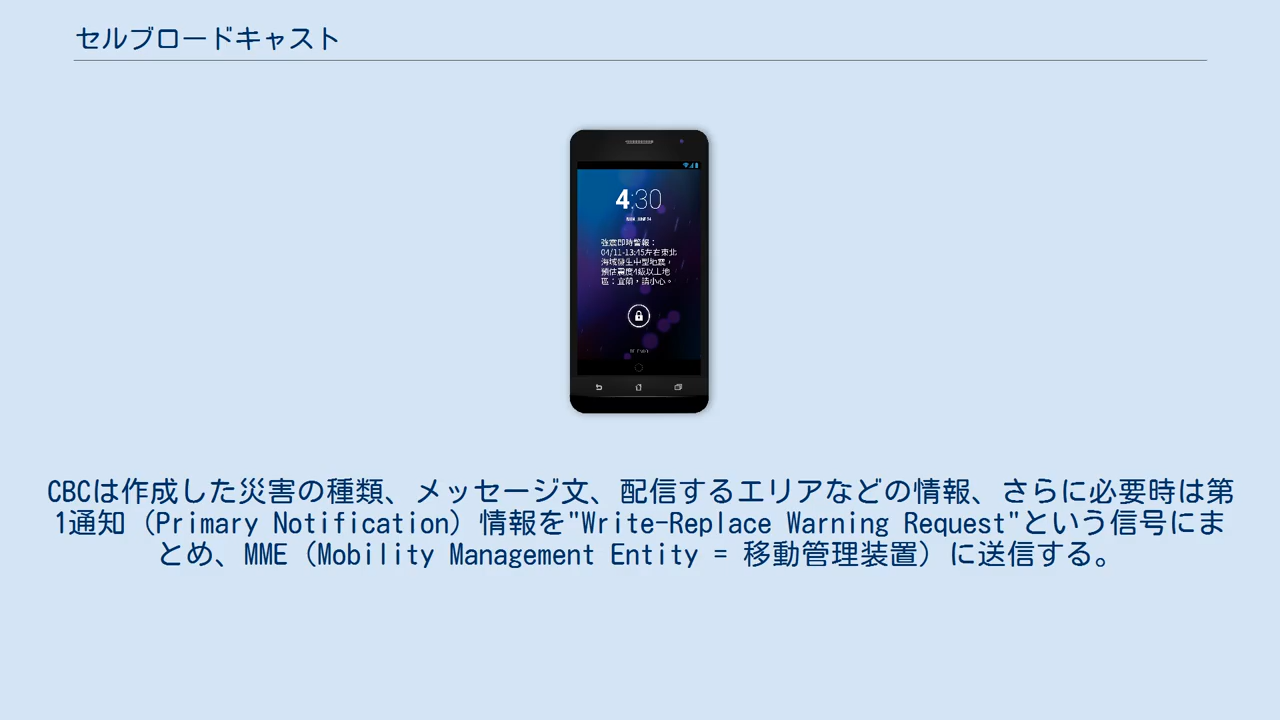 セルブロードキャスト
4:30
強震即時警報：
04/11-13:45左右東北
海域發生中型地震，
預估震度4級以上地
區：宜蘭，請小心。
CBCは作成した災害の種類、メッセージ文、配信するエリアなどの情報、さらに必要時は第
1通知（Primary Notification）情報を"Write-Replace Warning Request"という信号にま
とめ、MME（Mobility Management Entity = 移動管理装置）に送信する。